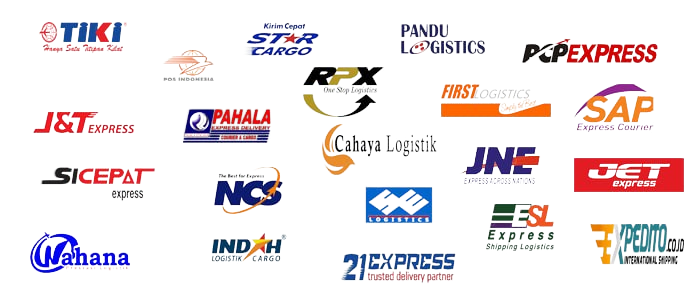 TIKI
Hanya Satu Titipan Kilat
POS INDONESIA
Kirim Cepat
STAR
CARGO
PANDU
LOGISTICS
PCP EXPRESS
RPX
One Stop Logistics
FIRST LOGISTICS
SAP
Express Courier
J&T EXPRESS
PAHALA
EXPRESS DELIVERY
COURIER & CARGO
Cahaya Logistik
JNE
EXPRESS ACROSS NATIONS
JET
express
SICEPAT
express
The Best for Express
NCS
LOGISTICS
ESL
Express
Shipping Logistics
Wahana
INDAH
LOGISTIK CARGO
21 EXPRESS
trusted delivery partner
EXPEDITO.CO.ID
INTERNATIONAL SHIPPING